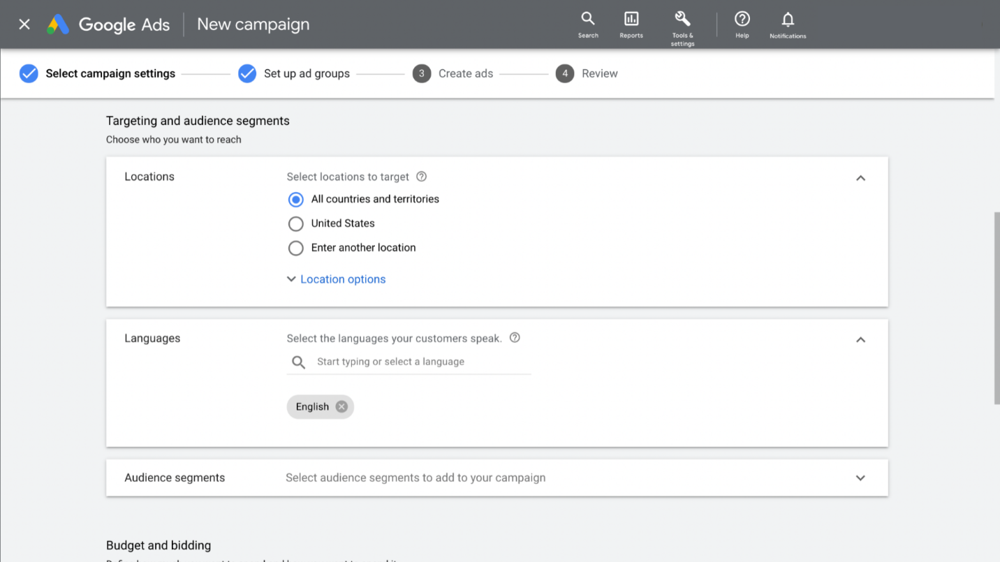 Google Ads
New campaign
Search
Reports
Tools &
settings
Help
Notifications
Select campaign settings
Set up ad groups
3
Create ads
4
Review
Targeting and audience segments
Choose who you want to reach
Locations
Select locations to target
All countries and territories
United States
Enter another location
Location options
Languages
Select the languages your customers speak.
Start typing or select a language
English
Audience segments
Select audience segments to add to your campaign
Budget and bidding